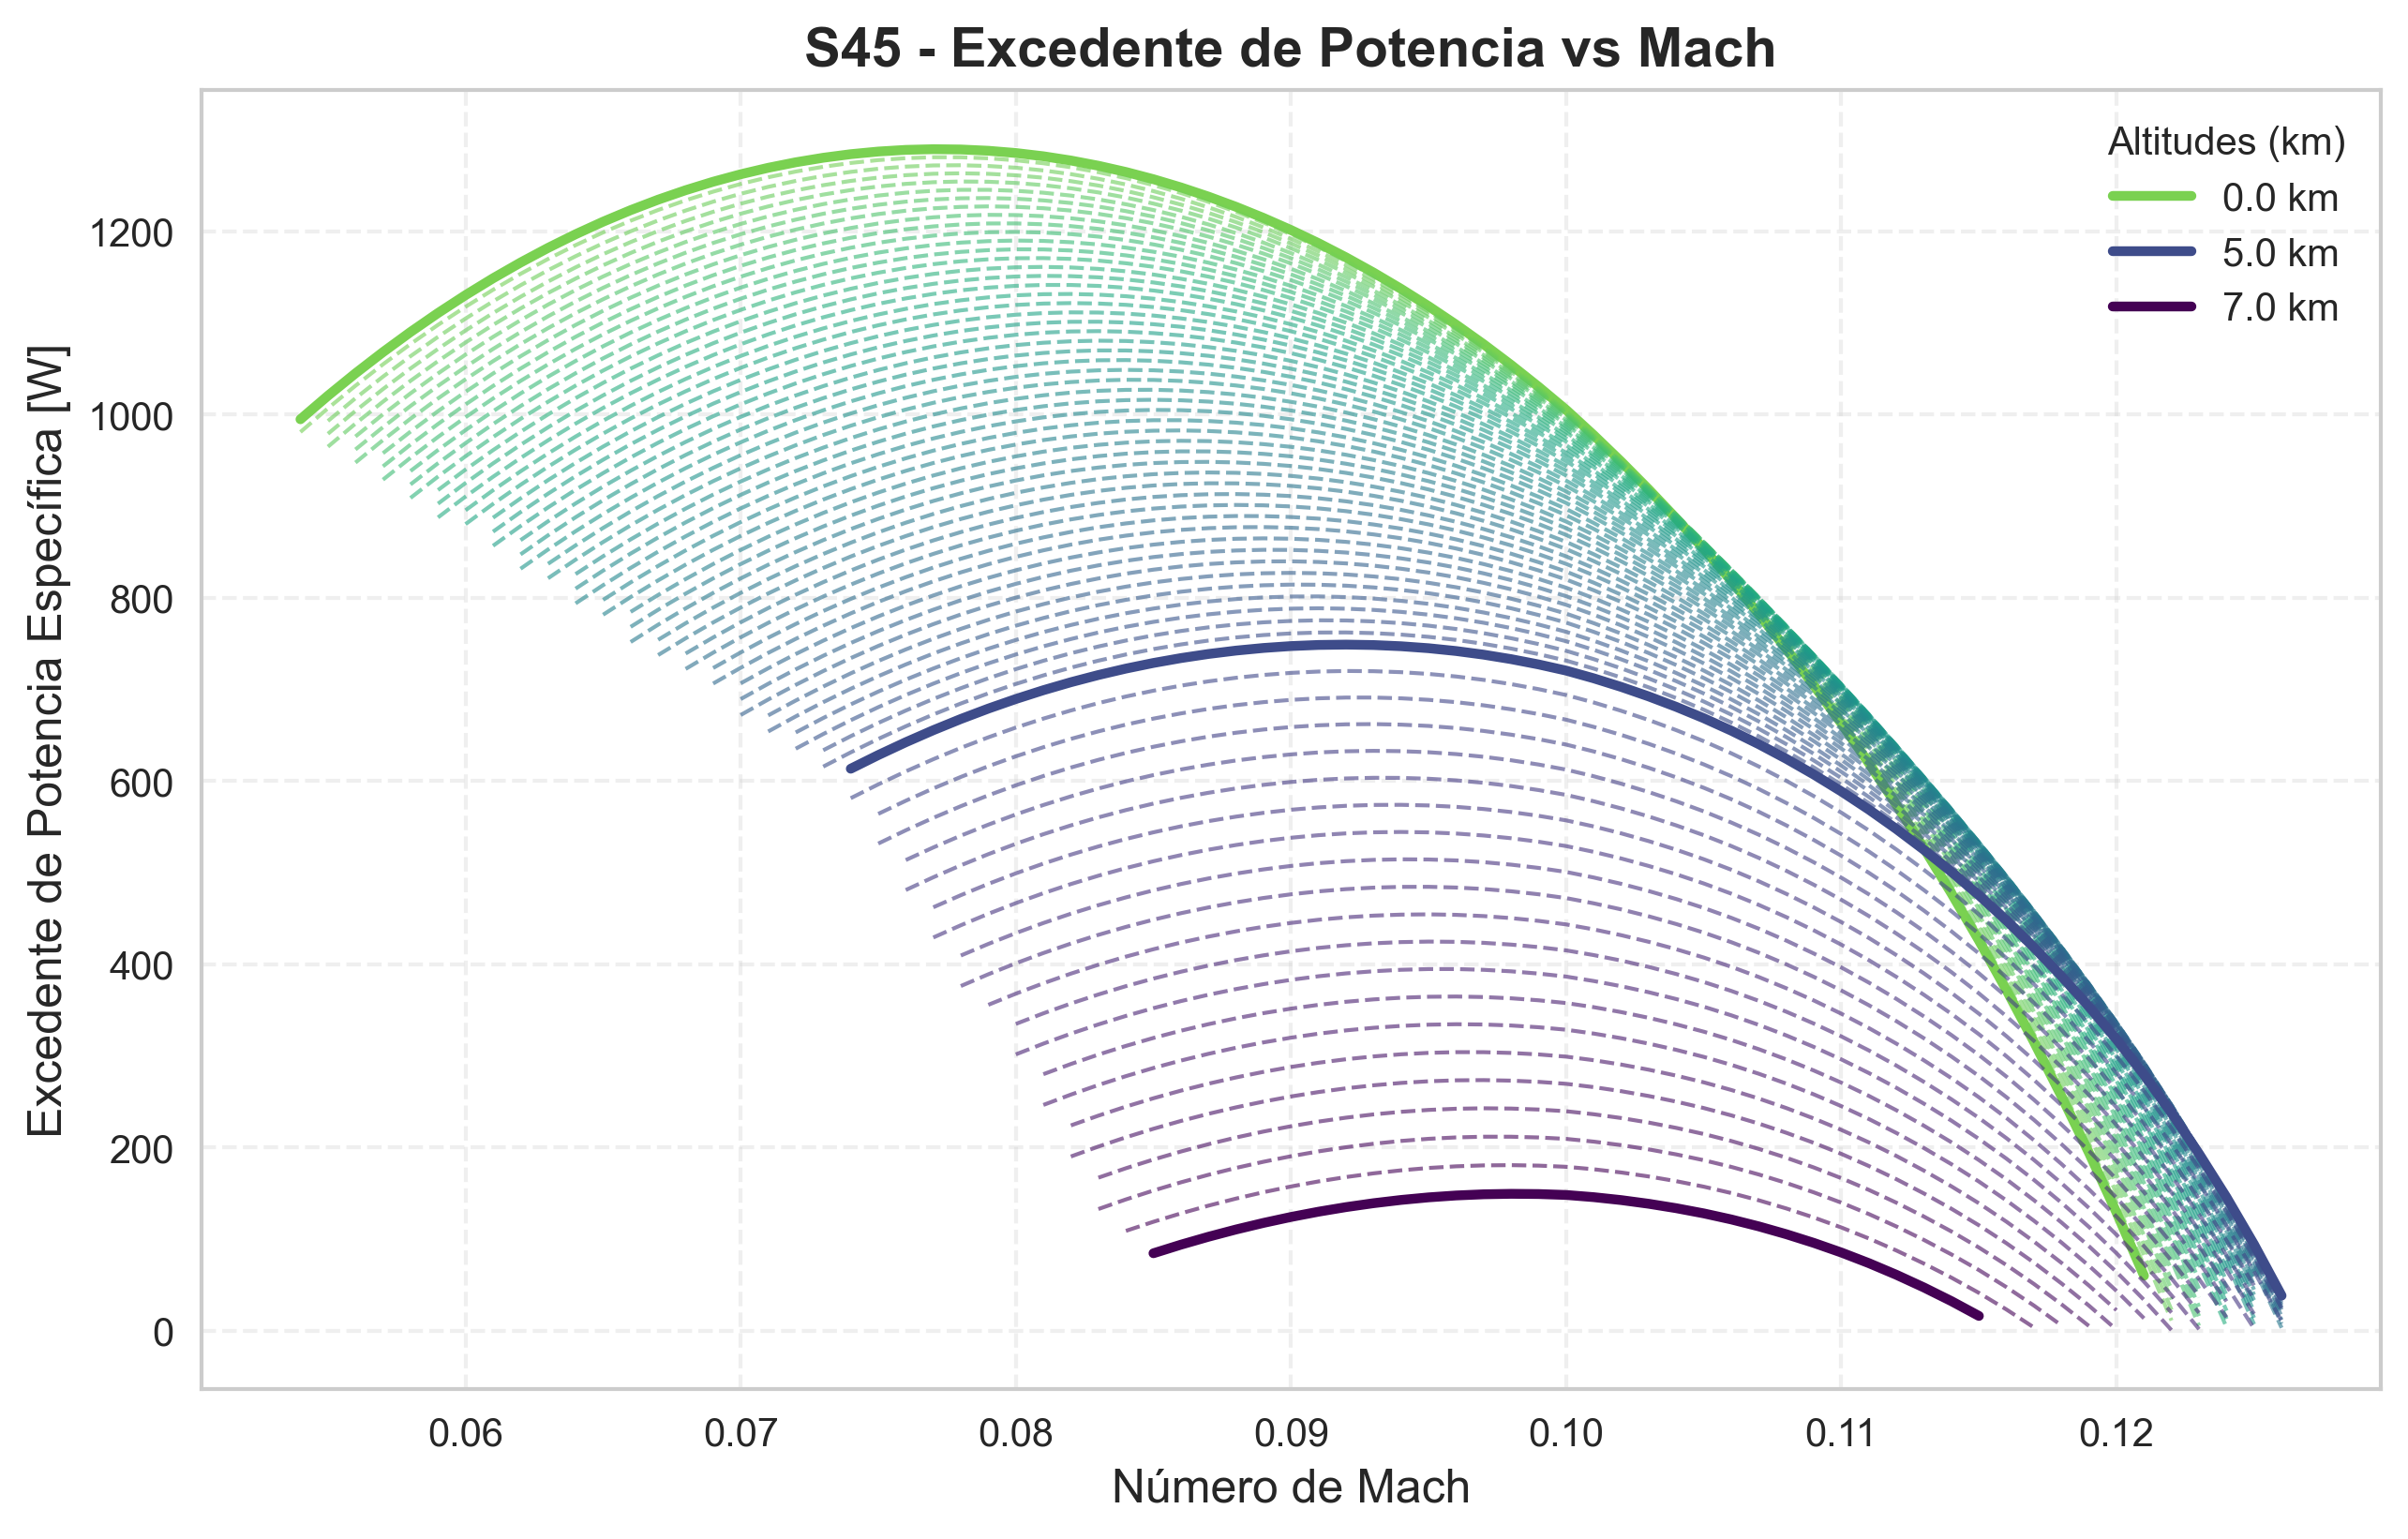 S45 - Excedente de Potencia vs Mach
Altitudes (km)
0.0 km
5.0 km
7.0 km
Excedente de Potencia Específica [W]
1200
1000
800
600
400
200
0
0.06 0.07 0.08 0.09 0.10 0.11 0.12
Número de Mach